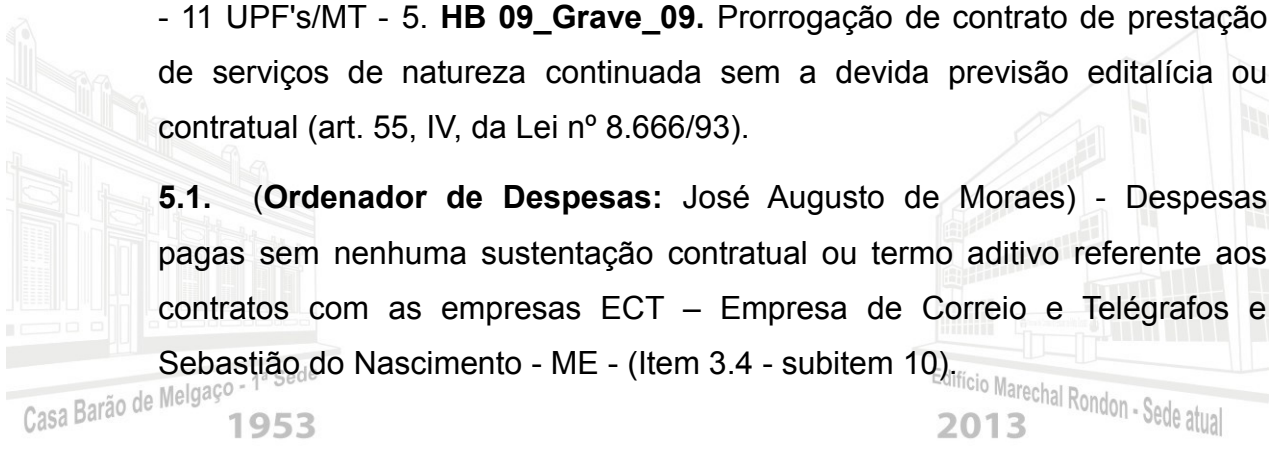 - 11 UPF's/MT - 5. HB 09_Grave_09. Prorrogação de contrato de prestação
de serviços de natureza continuada sem a devida previsão editalícia ou
contratual (art. 55, IV, da Lei nº 8.666/93).
5.1. (Ordenador de Despesas: José Augusto de Moraes) - Despesas
pagas sem nenhuma sustentação contratual ou termo aditivo referente aos
contratos com as empresas ECT – Empresa de Correio e Telégrafos e
Sebastião do Nascimento - ME - (Item 3.4 - subitem 10).
Casa Barão de Melgaço - 1ª Sede
1953
Edifício Marechal Rondon - Sede atual
2013